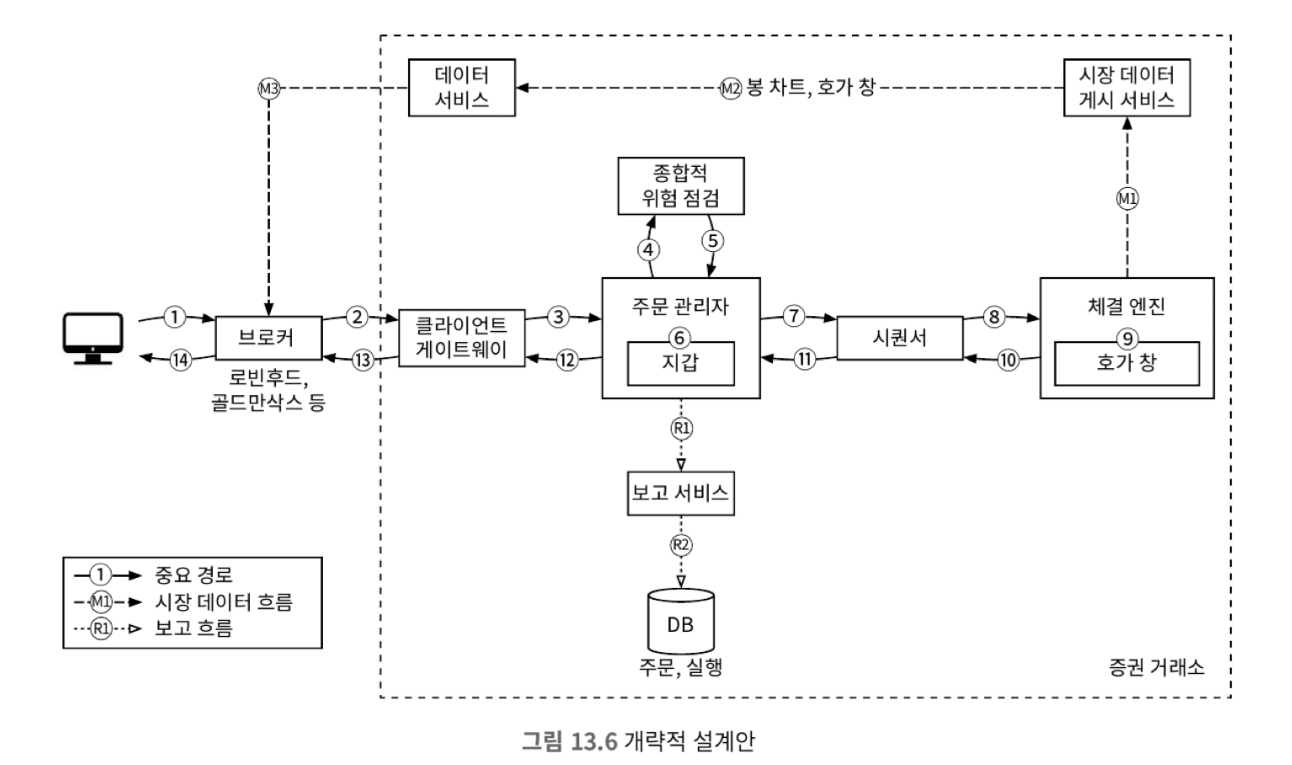 데이터
서비스
M3
M2 봉 차트, 호가 창
시장 데이터
게시 서비스
종합적
위험 점검
M1
④
⑤
①
브로커
②
클라이언트
게이트웨이
③
주문 관리자
⑥
지갑
⑦
시퀀서
⑧
체결 엔진
⑨
호가 창
⑭
⑬
⑫
⑪
⑩
로빈후드,
골드만삭스 등
R1
보고 서비스
R2
DB
주문, 실행
① 중요 경로
M1 시장 데이터 흐름
R1 보고 흐름
증권 거래소
그림 13.6 개략적 설계안